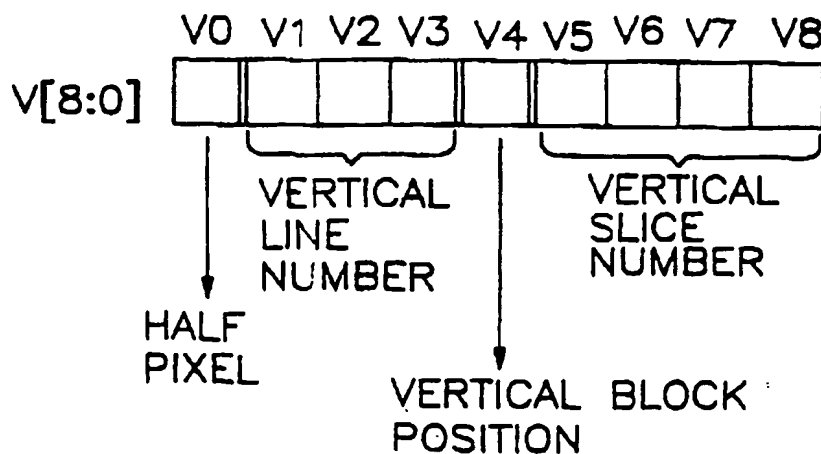 V0 V1 V2 V3 V4 V5 V6 V7 V8
V[8:0]
VERTICAL
LINE
NUMBER
VERTICAL
SLICE
NUMBER
HALF
PIXEL
VERTICAL BLOCK
POSITION